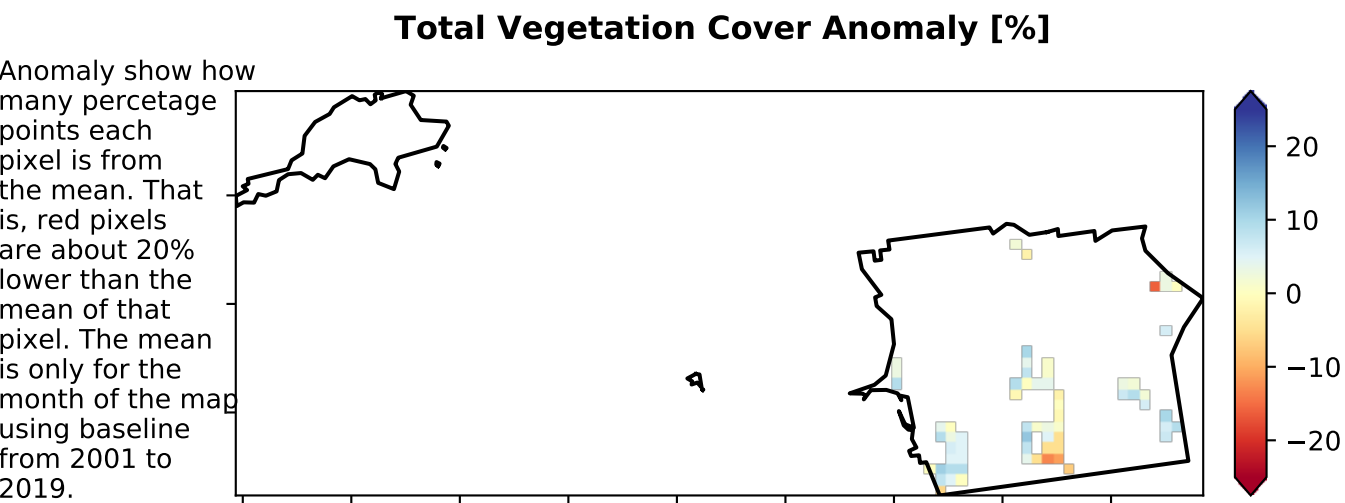 Total Vegetation Cover Anomaly [%]
Anomaly show how
many percetage
points each
pixel is from
the mean. That
is, red pixels
are about 20%
lower than the
mean of that
pixel. The mean
is only for the
month of the map
using baseline
from 2001 to
2019.
20
10
0
−10
−20